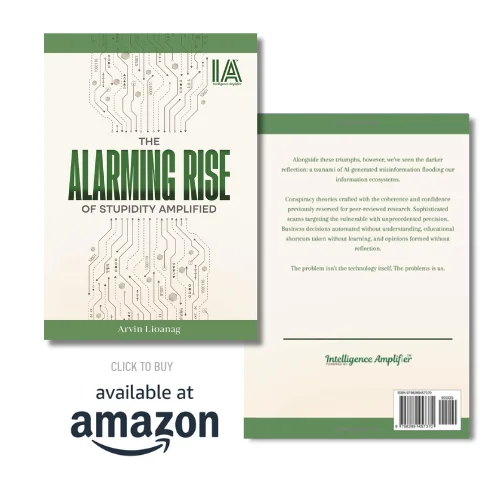 IA
Intelligence Amplifier
THE
ALARMING RISE
OF STUPIDITY AMPLIFIED
Arvin Lioanag
CLICK TO BUY
available at
amazon
Alongside these triumphs, however, we've seen the darker
reflection: a tsunami of AI-generated misinformation flooding our
information ecosystems.
Conspiracy theories crafted with the coherence and confidence
previously reserved for peer-reviewed research. Sophisticated
scams targeting the vulnerable with unprecedented precision.
Business decisions automated without understanding, educational
shortcuts taken without learning, and opinions formed without
reflection.
The problem isn't the technology itself. The problems is us.
Intelligence Amplifier
POWERED BY